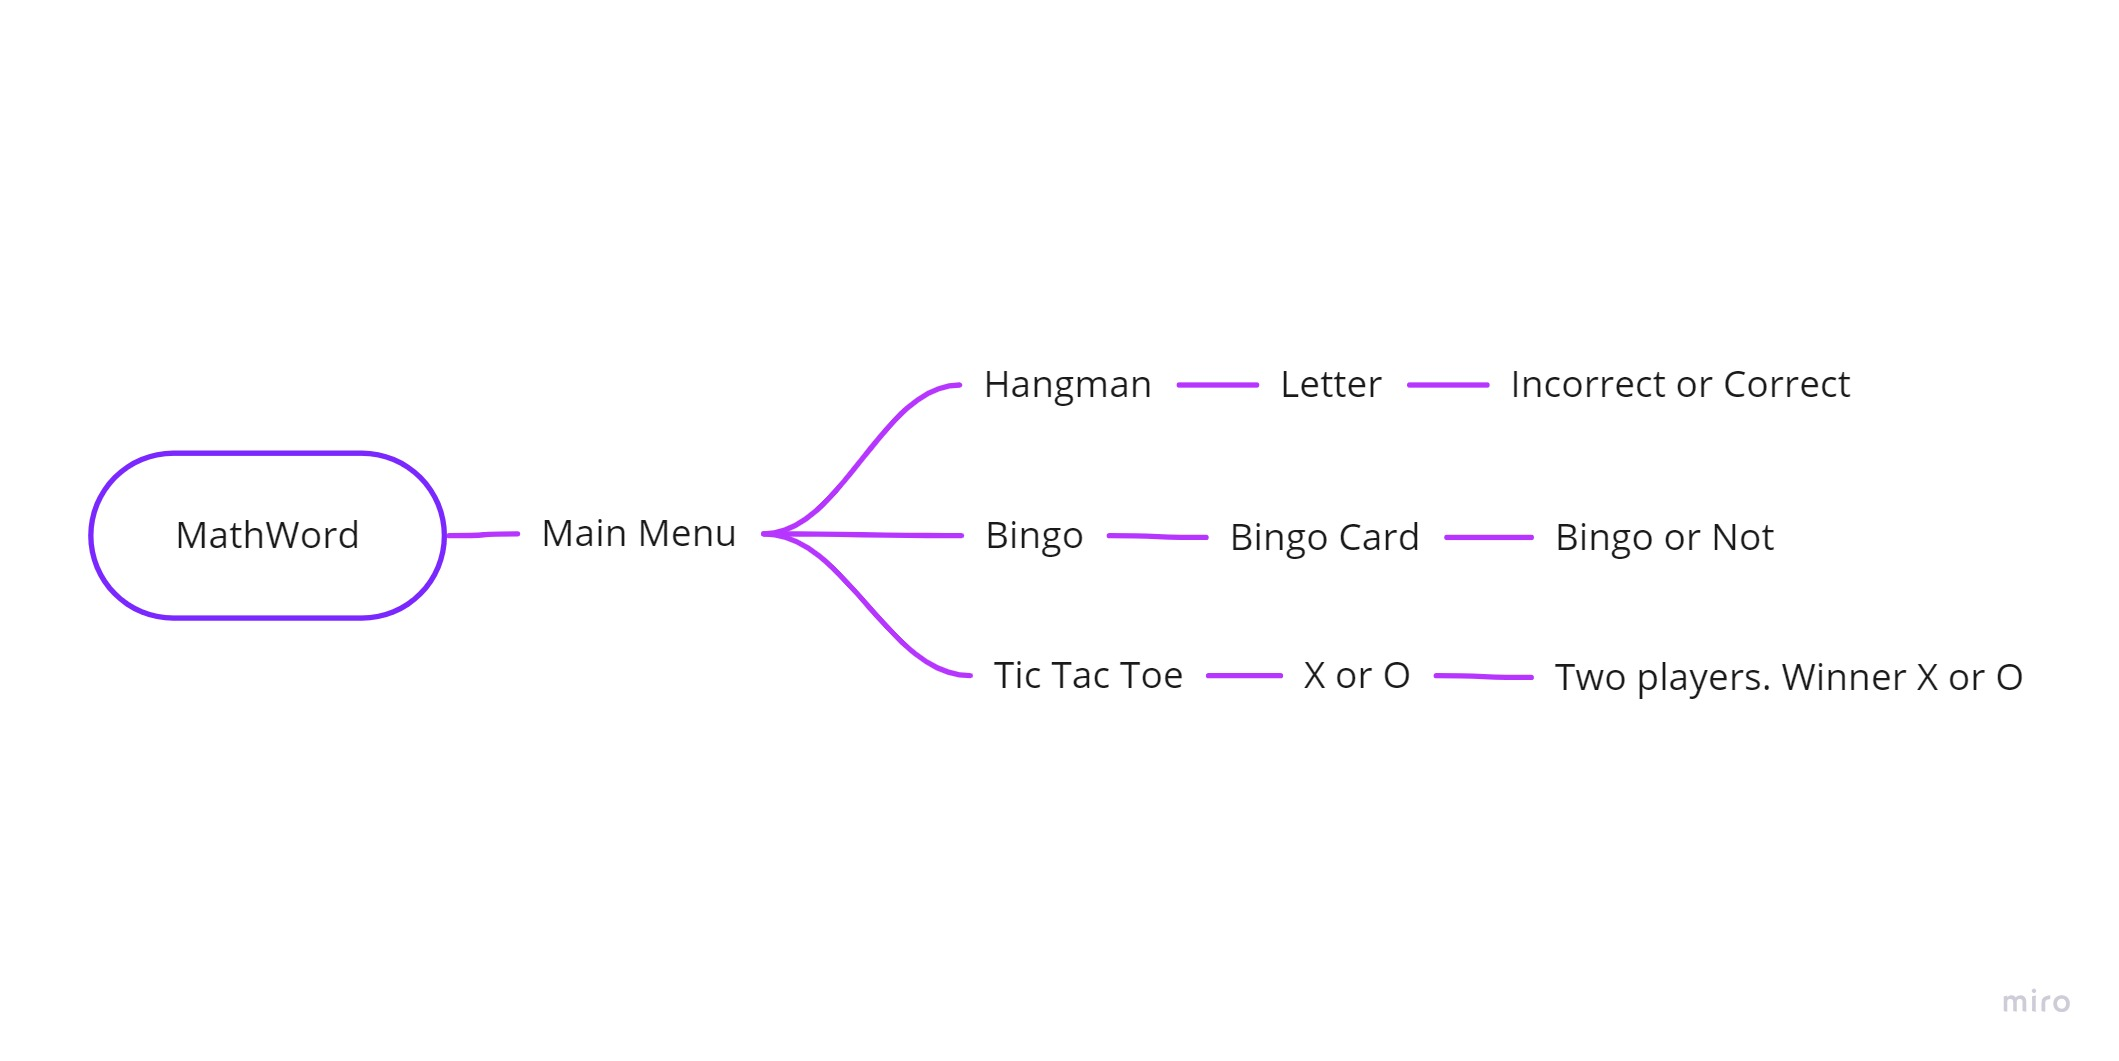 MathWord
Main Menu
Hangman
Letter
Incorrect or Correct
Bingo
Bingo Card
Bingo or Not
Tic Tac Toe
X or O
Two players. Winner X or O
miro